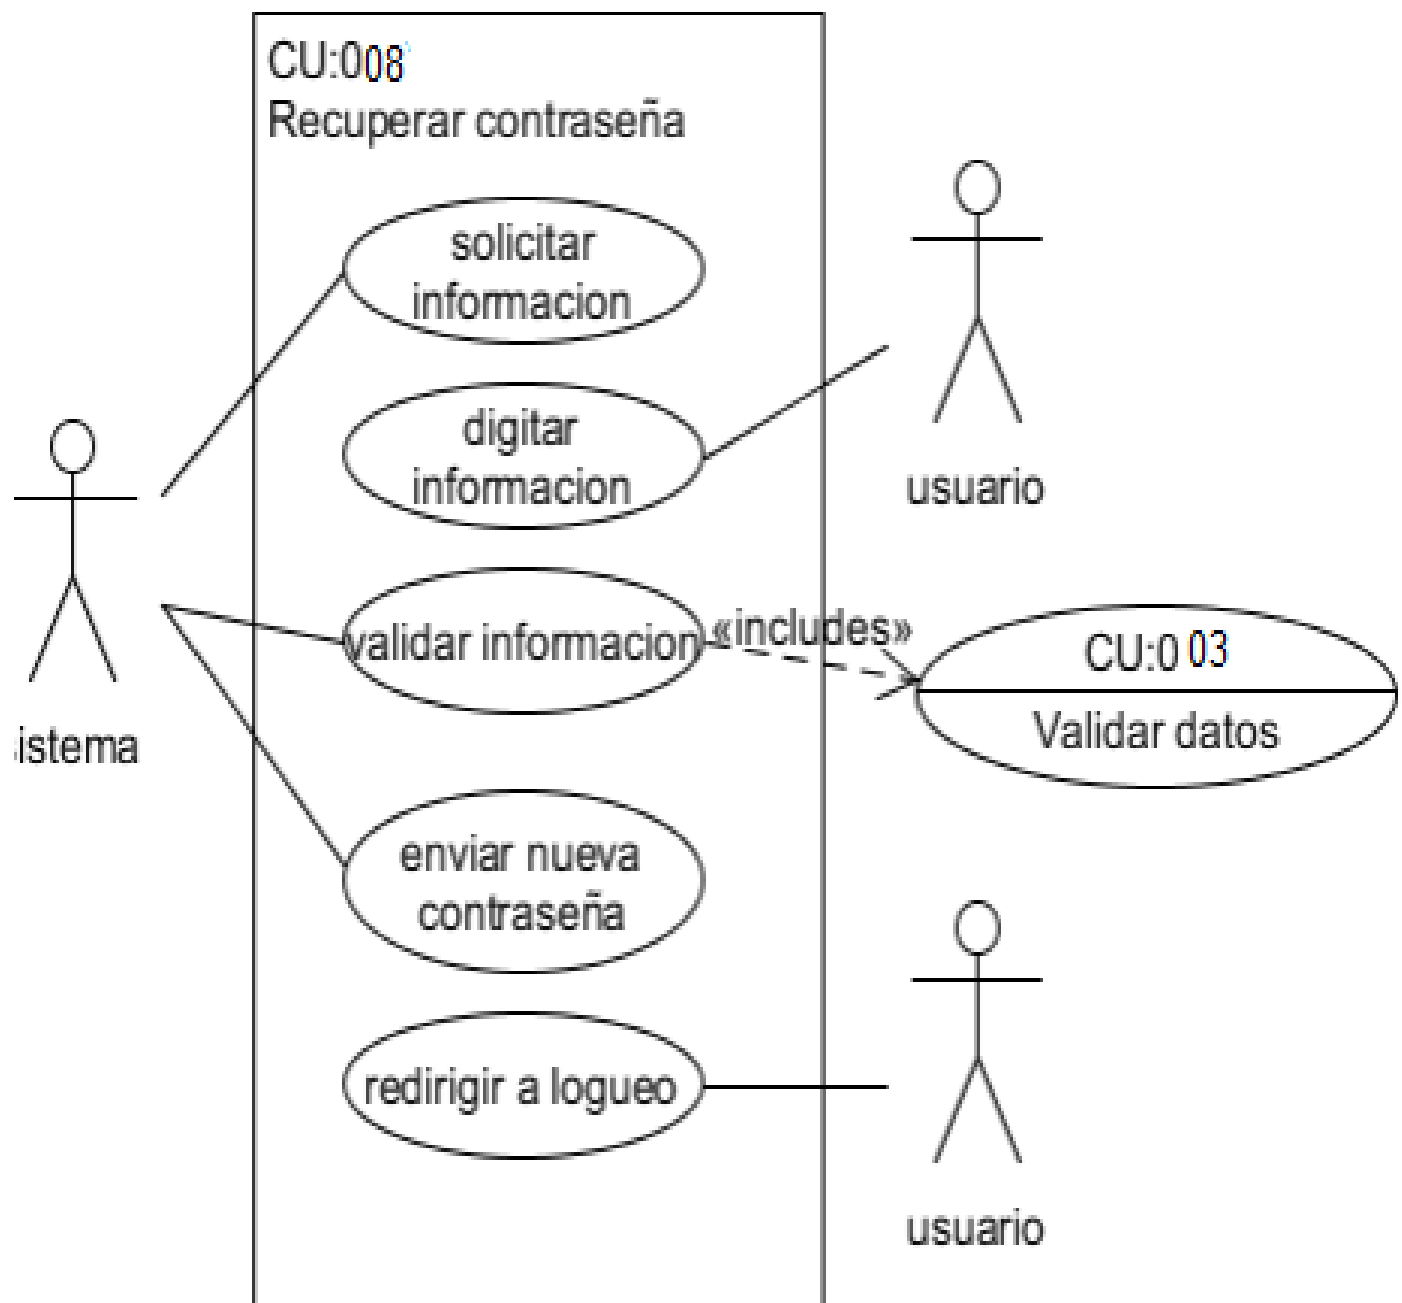 CU:008
Recuperar contraseña
solicitar
informacion
digitar
informacion
usuario
validar informacion
«includes»
CU:0 03
Validar datos
istema
enviar nueva
contraseña
redirigir a logueo
usuario